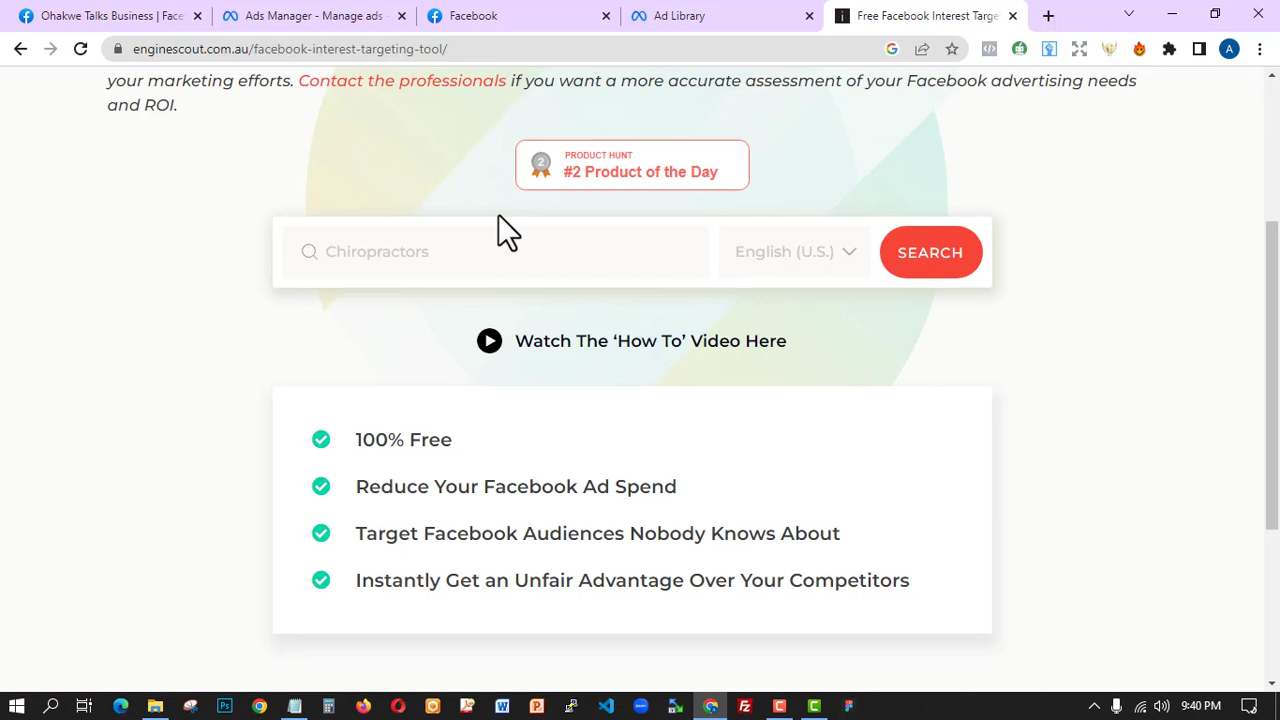 Ohakwe Talks Business | Face
Ads Manager - Manage ads -
Facebook
Ad Library
Free Facebook Interest Targe
enginescout.com.au/facebook-interest-targeting-tool/
A
your marketing efforts. Contact the professionals if you want a more accurate assessment of your Facebook advertising needs
and ROI.
2
PRODUCT HUNT
#2 Product of the Day
Chiropractors
English (U.S.)
SEARCH
Watch The ‘How To’ Video Here
100% Free
Reduce Your Facebook Ad Spend
Target Facebook Audiences Nobody Knows About
Instantly Get an Unfair Advantage Over Your Competitors
9:40 PM